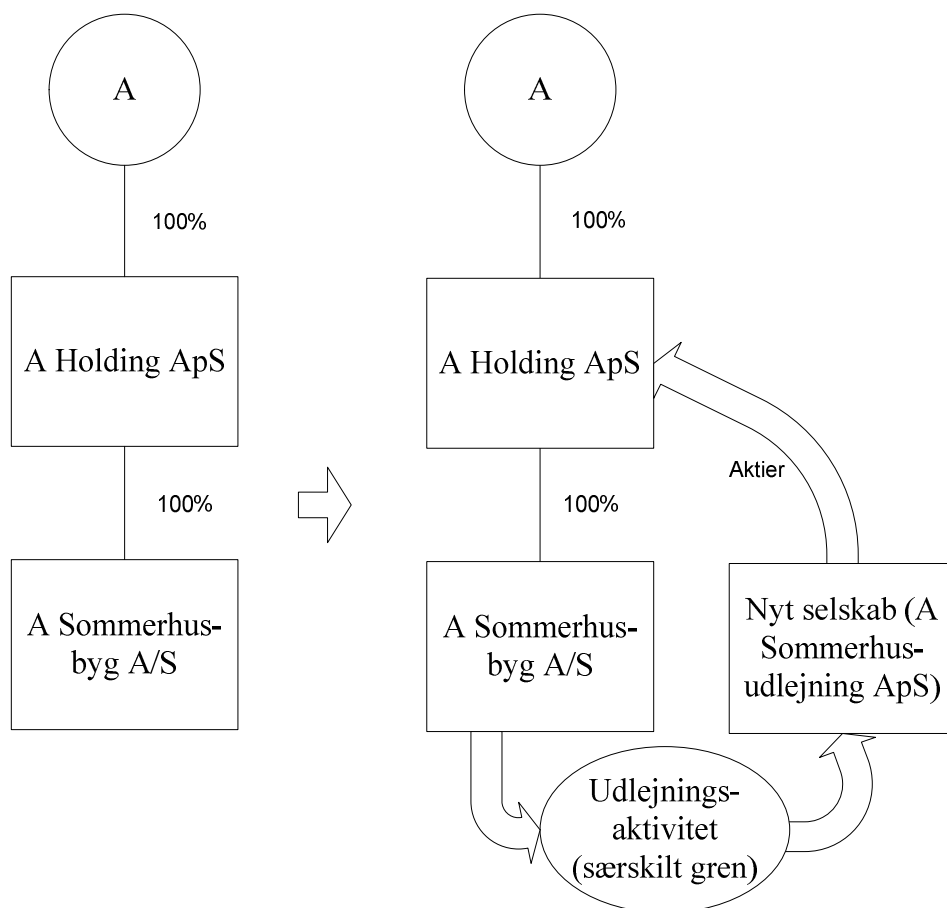 A
100%
A Holding ApS
100%
A Sommerhus-
byg A/S
A
100%
A Holding ApS
Aktier
100%
A Sommerhus-
byg A/S
Nyt selskab (A
Sommerhus-
udlejning ApS)
Udlejnings-
aktivitet
(særskilt gren)